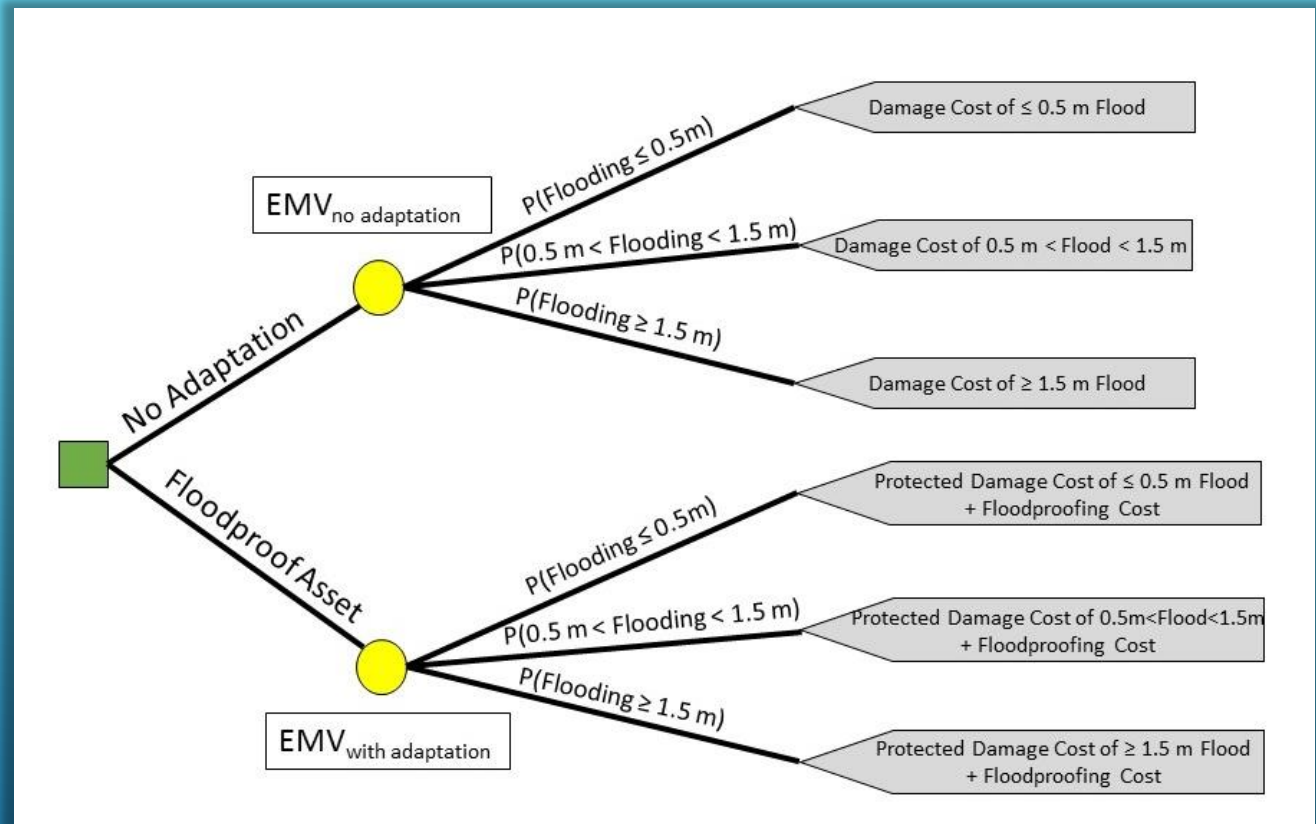 Damage Cost of ≤ 0.5 m Flood
P(Flooding ≤ 0.5m)
EMV no adaptation
P(0.5 m < Flooding < 1.5 m)
Damage Cost of 0.5 m < Flood < 1.5 m
P(Flooding ≥ 1.5 m)
No Adaptation
Damage Cost of ≥ 1.5 m Flood
Floodproof Asset
Protected Damage Cost of ≤ 0.5 m Flood
+ Floodproofing Cost
P(Flooding ≤ 0.5m)
P(0.5 m < Flooding < 1.5 m)
Protected Damage Cost of 0.5m<Flood<1.5m
+ Floodproofing Cost
P(Flooding ≥ 1.5 m)
EMV with adaptation
Protected Damage Cost of ≥ 1.5 m Flood
+ Floodproofing Cost